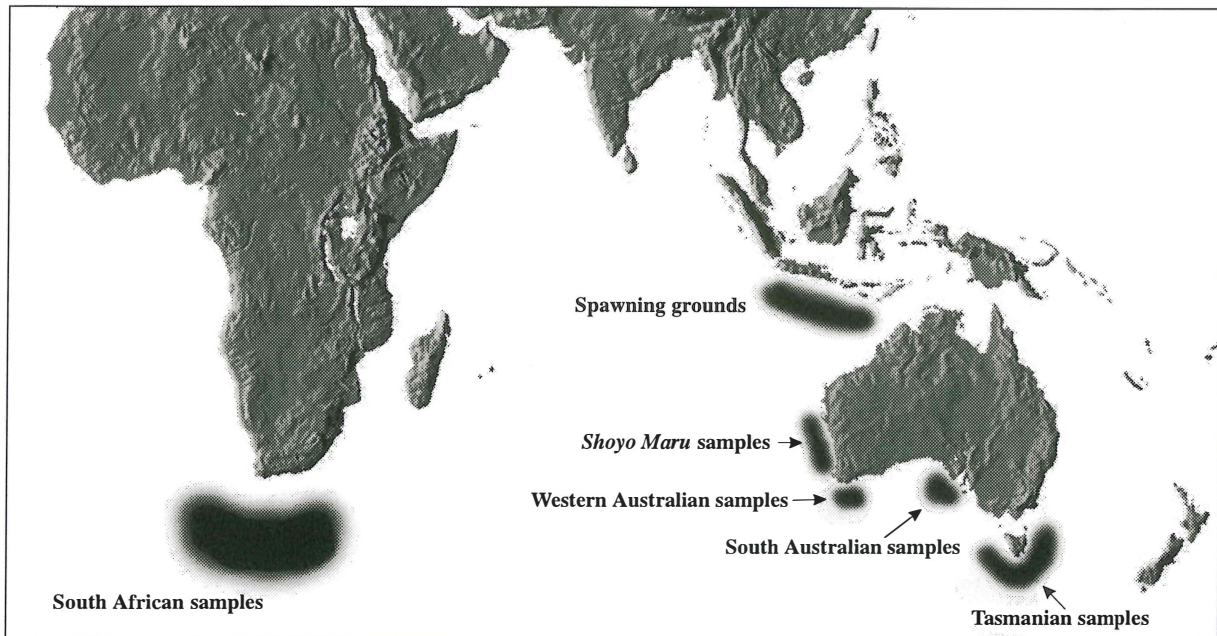 Spawning grounds
Shoyo Maru samples
Western Australian samples
South Australian samples
South African samples
Tasmanian samples